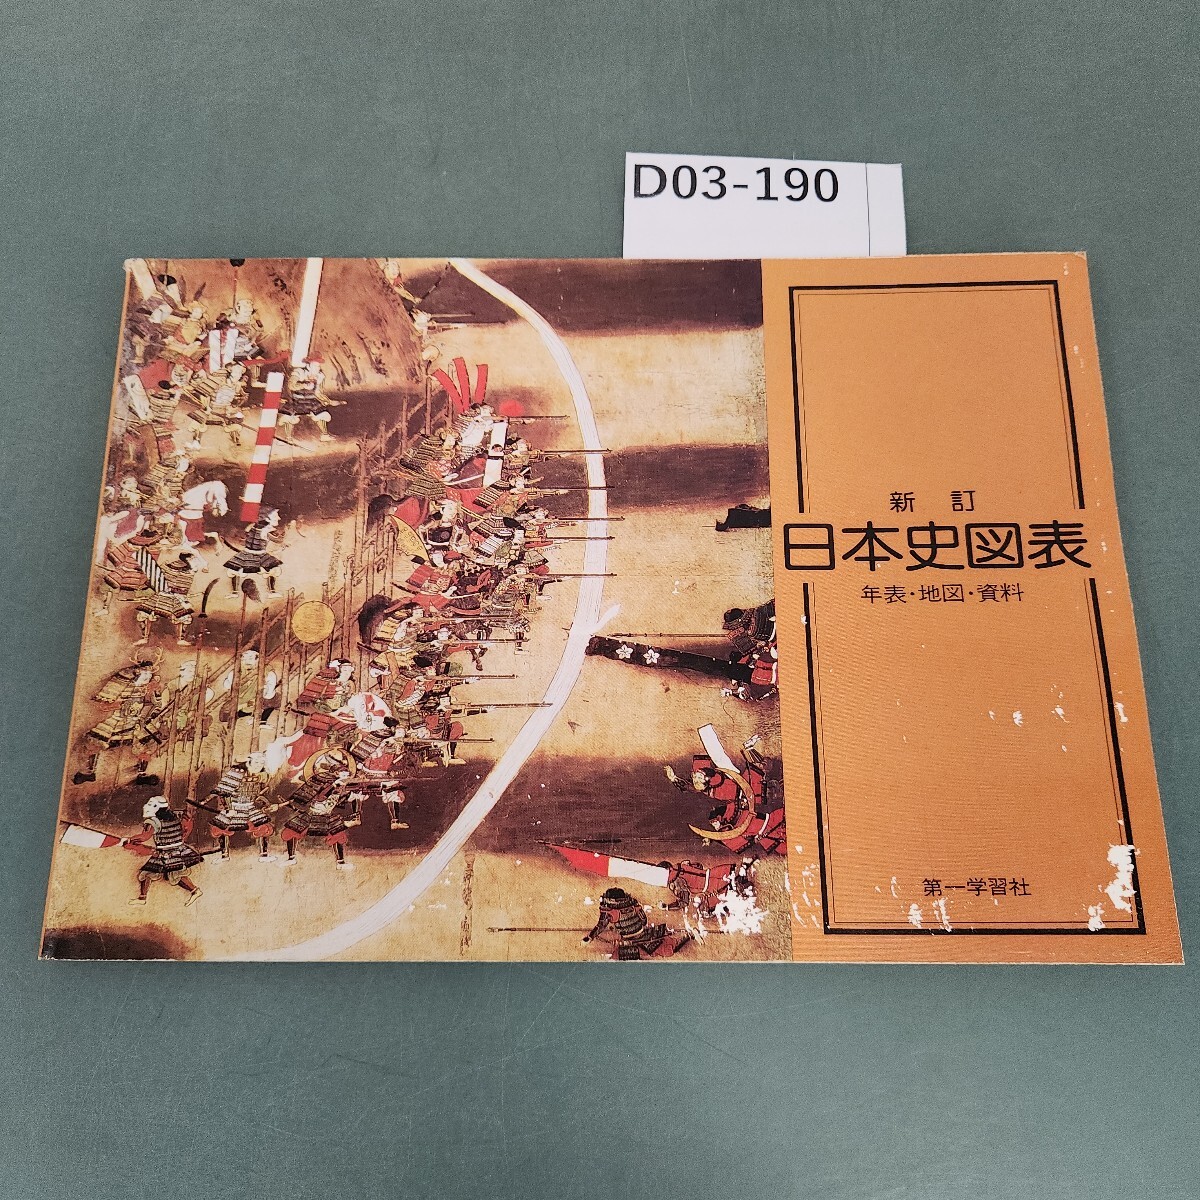 D03-190
新訂
日本史図表
年表・地図・資料
第一学習社